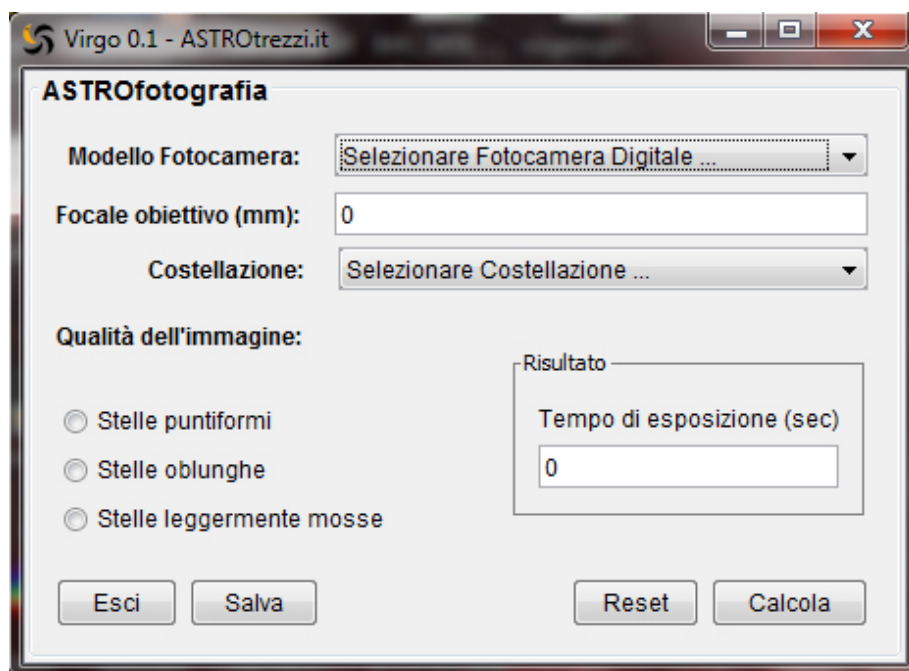 Virgo 0.1 - ASTROtrezzi.it
ASTROfotografia
Modello Fotocamera: Selezionare Fotocamera Digitale ...
Focale obiettivo (mm): 0
Costellazione: Selezionare Costellazione ...
Qualità dell'immagine:
Stelle puntiformi
Stelle oblunghe
Stelle leggermente mosse
Risultato
Tempo di esposizione (sec)
0
Esci Salva Reset Calcola